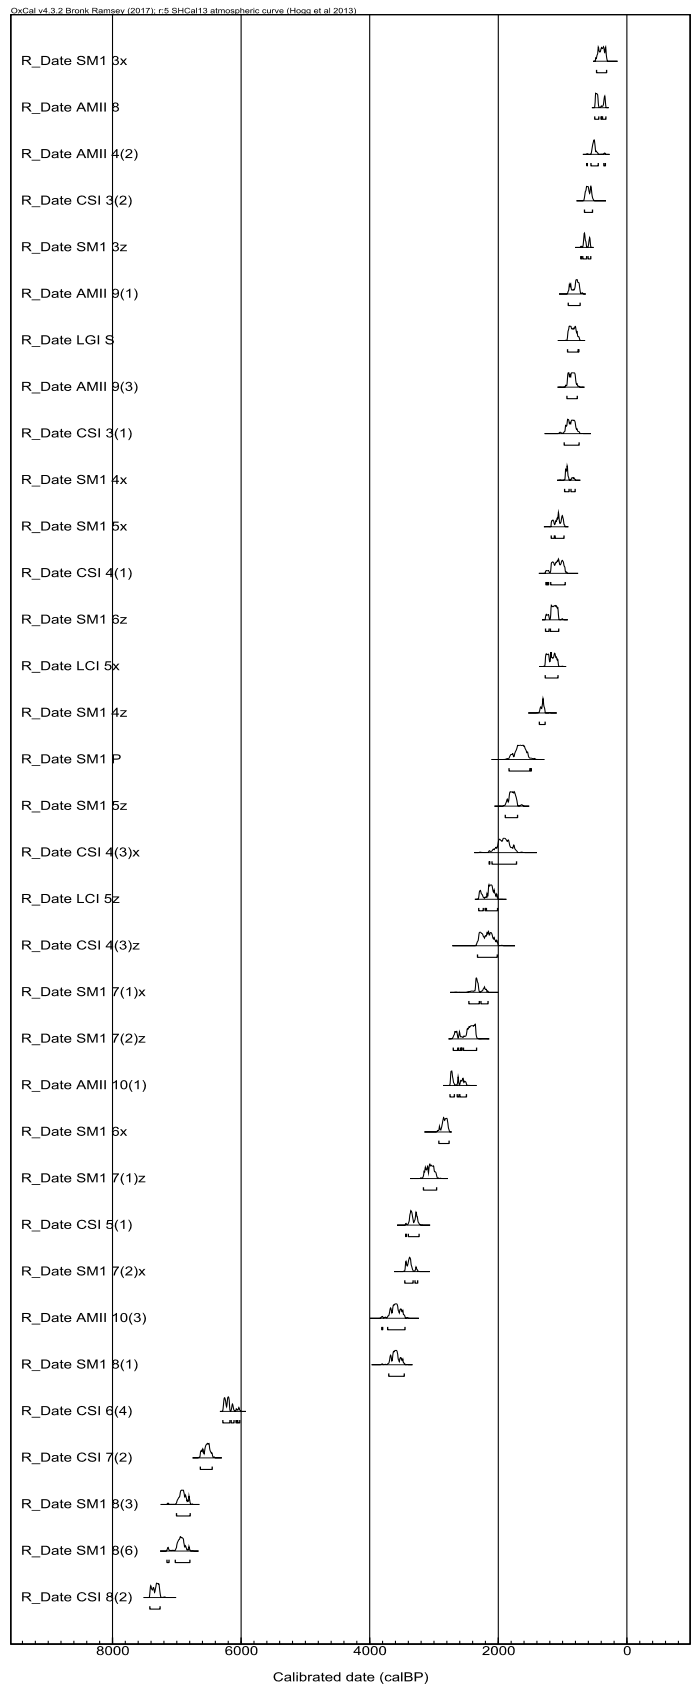 OxCal v4.3.2 Bronk Ramsey (2017); r:5 SHCal13 atmospheric curve (Hogg et al 2013)
R_Date SM1 3x
R_Date AMII 8
R_Date AMII 4(2)
R_Date CSI 3(2)
R_Date SM1 3z
R_Date AMII 9(1)
R_Date LGI S
R_Date AMII 9(3)
R_Date CSI 3(1)
R_Date SM1 4x
R_Date SM1 5x
R_Date CSI 4(1)
R_Date SM1 6z
R_Date LCI 5x
R_Date SM1 4z
R_Date SM1 P
R_Date SM1 5z
R_Date CSI 4(3)x
R_Date LCI 5z
R_Date CSI 4(3)z
R_Date SM1 7(1)x
R_Date SM1 7(2)z
R_Date AMII 10(1)
R_Date SM1 6x
R_Date SM1 7(1)z
R_Date CSI 5(1)
R_Date SM1 7(2)x
R_Date AMII 10(3)
R_Date SM1 8(1)
R_Date CSI 6(4)
R_Date CSI 7(2)
R_Date SM1 8(3)
R_Date SM1 8(6)
R_Date CSI 8(2)
8000 6000 4000 2000 0
Calibrated date (calBP)